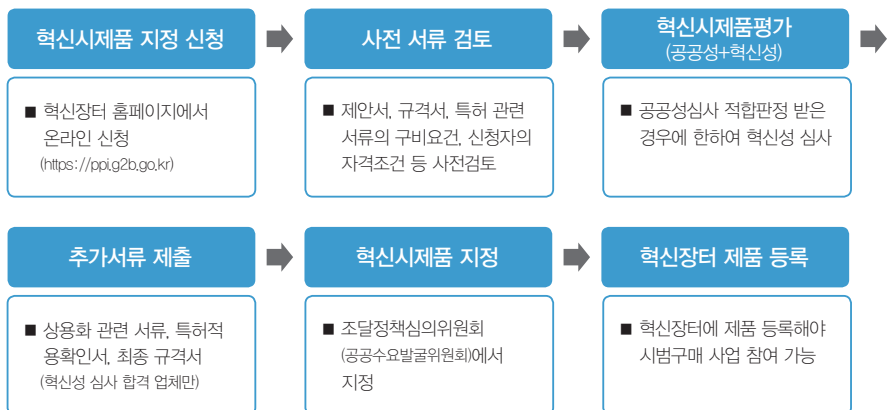 혁신시제품 지정 신청
■ 혁신장터 홈페이지에서
온라인 신청
(https://ppi.g2b.go.kr)
사전 서류 검토
■ 제안서, 규격서, 특허 관련
서류의 구비요건, 신청자의
자격조건 등 사전검토
혁신시제품평가
(공공성+혁신성)
■ 공공성심사 적합판정 받은
경우에 한하여 혁신성 심사
추가서류 제출
■ 상용화 관련 서류, 특허적
용확인서, 최종 규격서
(혁신성 심사 합격 업체만)
혁신시제품 지정
■ 조달정책심의위원회
(공공수요발굴위원회)에서
지정
혁신장터 제품 등록
■ 혁신장터에 제품 등록해야
시범구매 사업 참여 가능